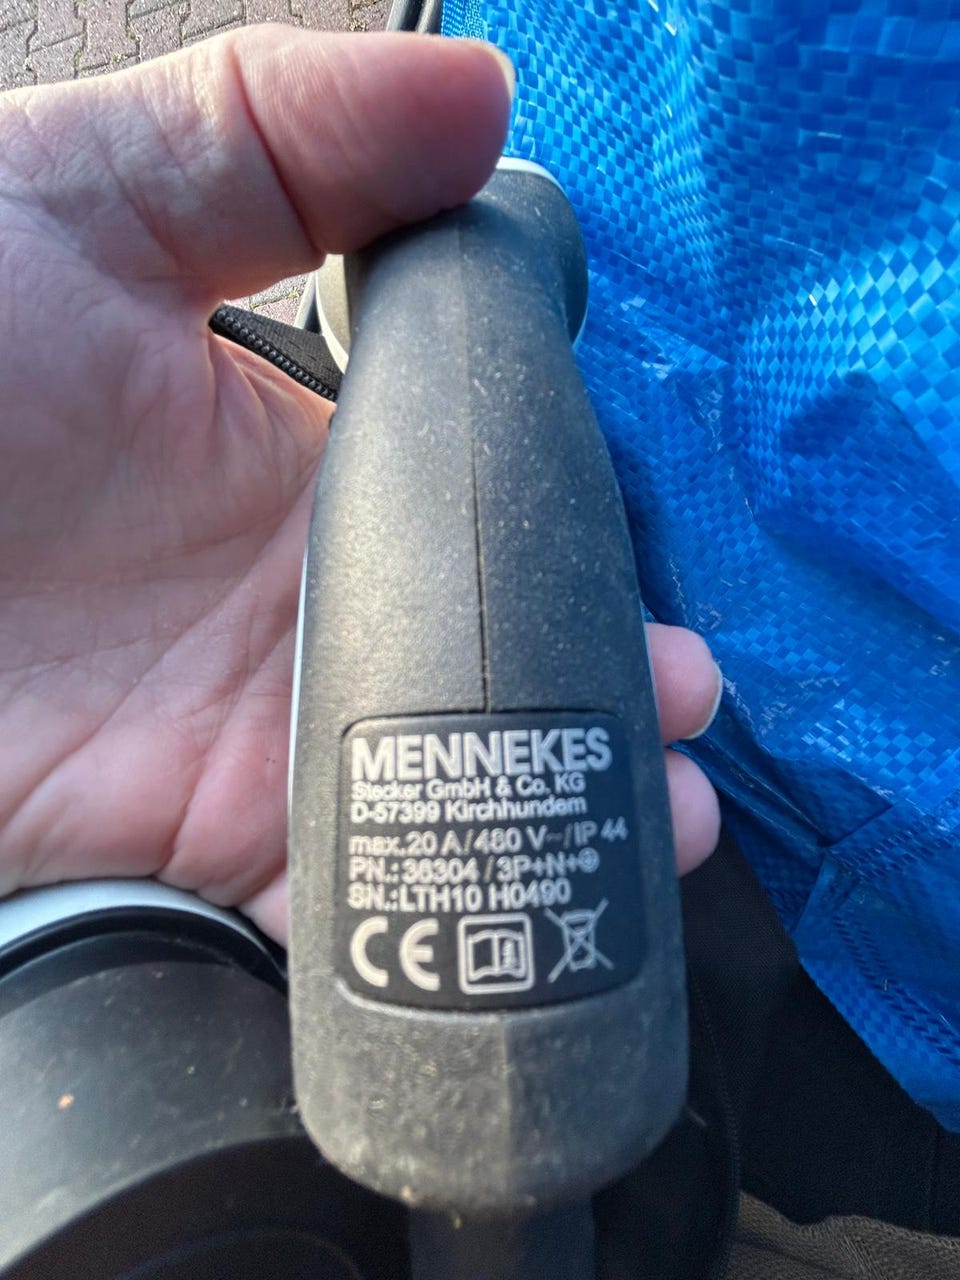 MENNEKES
Stecker GmbH & Co. KG
D-57399 Kirchhundem
max.20 A/480 V~/IP 44
PN.: 36304/3P+N+⏚
SN.:LTH10 H0490
CE